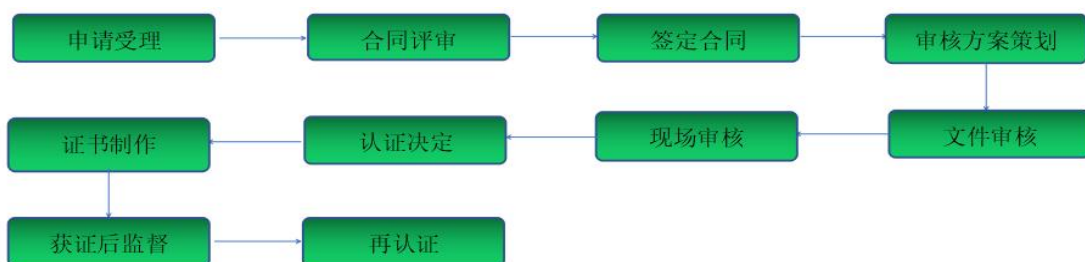 申请受理
合同评审
签定合同
审核方案策划
文件审核
现场审核
认证决定
证书制作
获证后监督
再认证